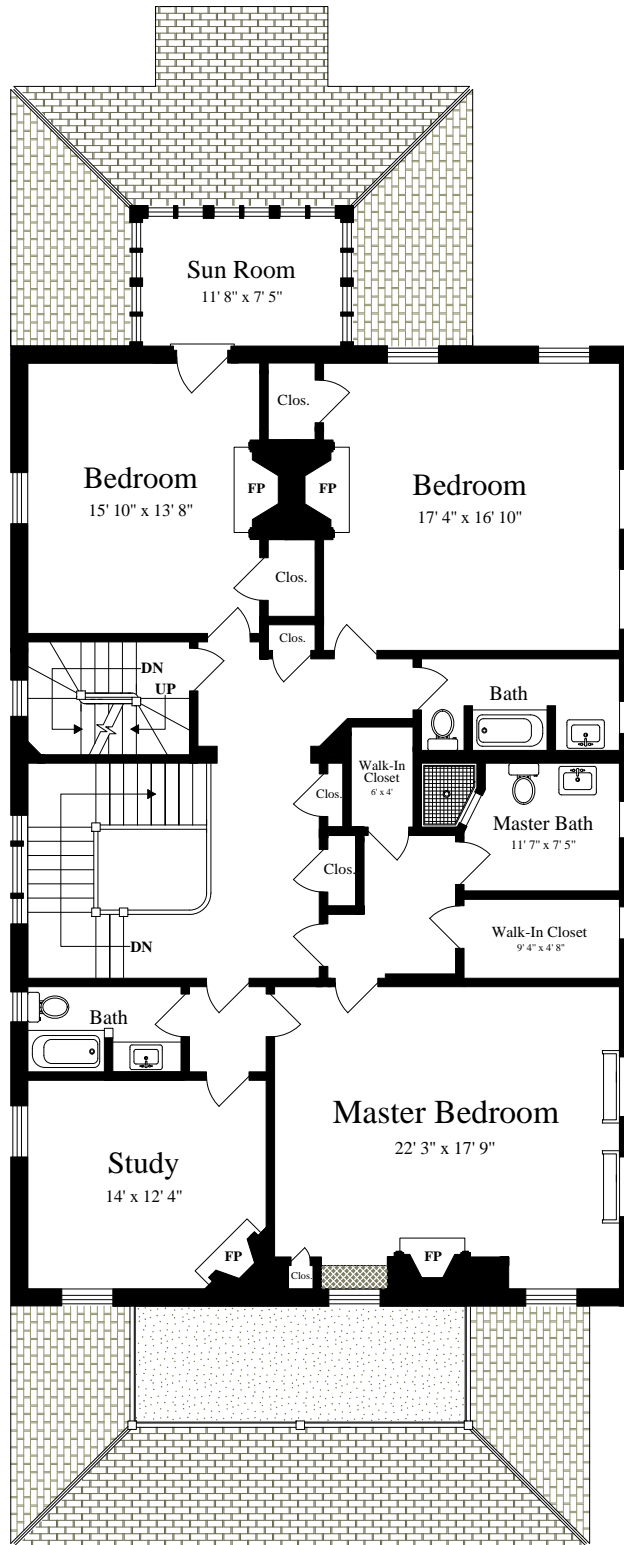 Sun Room
11' 8" x 7' 5"
Clos.
Bedroom
15' 10" x 13' 8"
FP
FP
Bedroom
17' 4" x 16' 10"
Clos.
Clos.
DN
UP
Bath
Walk-In
Closet
6' x 4'
Clos.
Master Bath
11' 7" x 7' 5"
Clos.
Walk-In Closet
9' 4" x 4' 8"
DN
Bath
Master Bedroom
22' 3" x 17' 9"
Study
14' x 12' 4"
FP
Clos.
FP